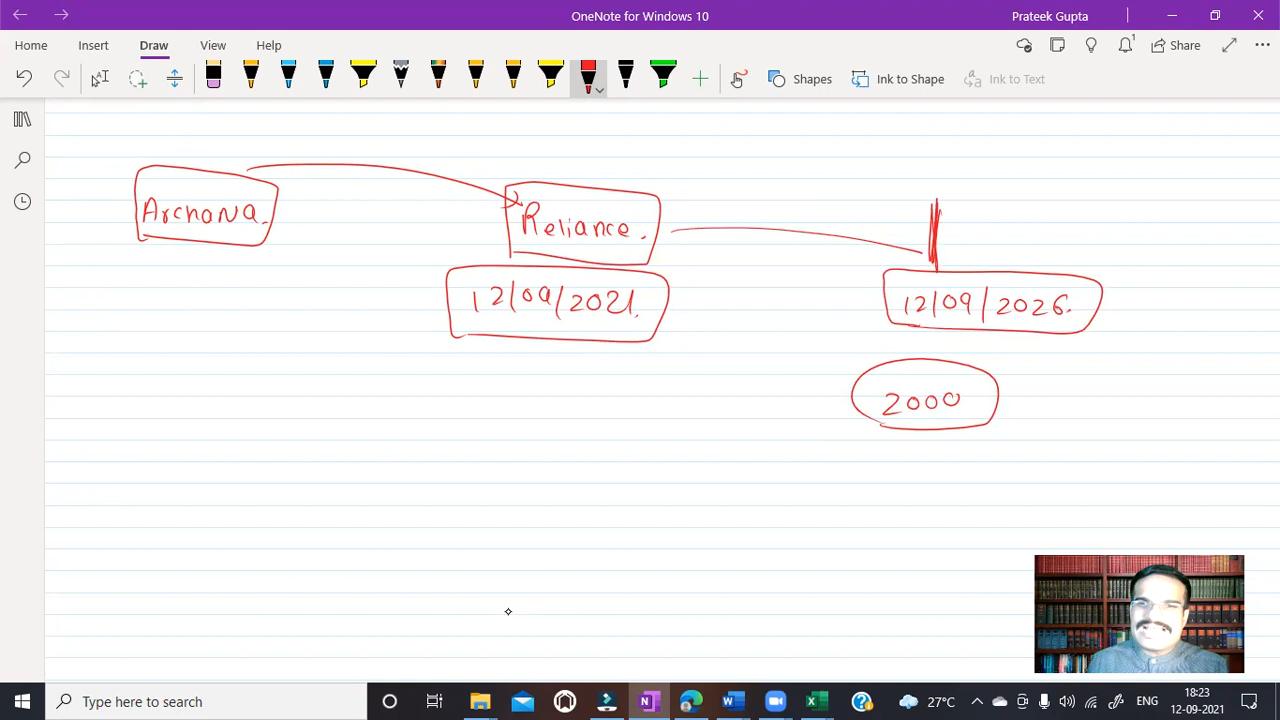 OneNote for Windows 10
Prateek Gupta
Home Insert Draw View Help
Share
Shapes
Ink to Shape
Ink to Text
Archana.
Reliance.
12/09/2021.
12/09/2026.
2000
Type here to search
27°C
ENG
18:23
12-09-2021